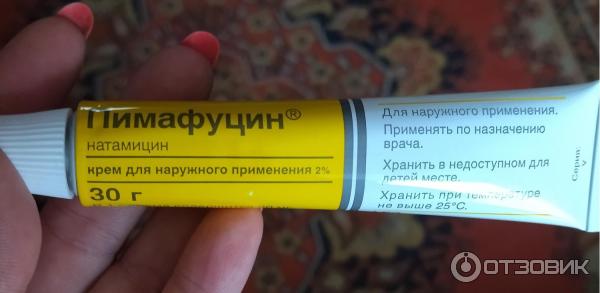 Пимафуцин®
натамицин
крем для наружного применения 2%
30 г
Для наружного применения.
Применять по назначению
врача.
Хранить в недоступном для
детей месте.
Хранить при температуре
не выше 25°C.
Серия:
ОТЗОВИК